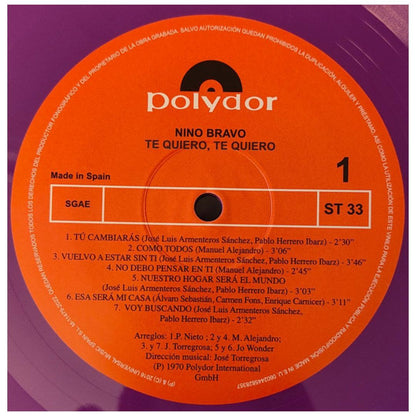 polydor
NINO BRAVO
TE QUIERO, TE QUIERO
Made in Spain
1
SGAE
ST 33
1. TÚ CAMBIARÁS (José Luis Armenteros Sánchez, Pablo Herrero Ibarz) - 2'30"
2. COMO TODOS (Manuel Alejandro) - 3'06"
3. VUELVO A ESTAR SIN TI (José Luis Armenteros Sánchez, Pablo Herrero Ibarz) - 3'46"
4. NO DEBO PENSAR EN TI (Manuel Alejandro) - 2'45"
5. NUESTRO HOGAR SERÁ EL MUNDO
(José Luis Armenteros Sánchez, Pablo Herrero Ibarz) - 3'03"
6. ESA SERÁ MI CASA (Álvaro Sebastián, Carmen Fons, Enrique Carnicer) - 3'11"
7. VOY BUSCANDO (José Luis Armenteros Sánchez,
Pablo Herrero Ibarz) - 2'32"
Arreglos: 1.P. Nieto ; 2 y 4. M. Alejandro;
3. y 7. J. Torregrosa; 5. y 6. Jo Wonder
Dirección musical: José Torregrosa
(P) 1970 Polydor International
GmbH